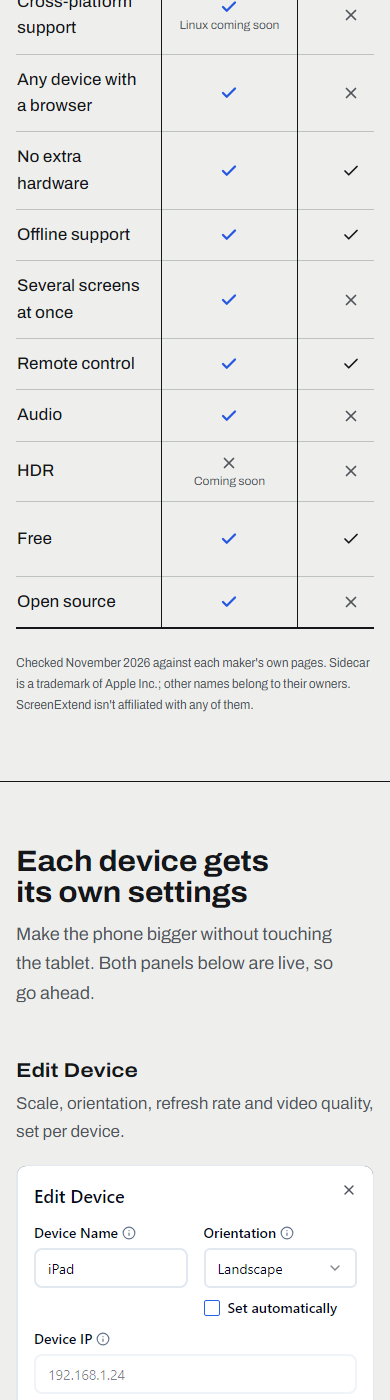 Cross-platform
support
Linux coming soon
Any device with
a browser
No extra
hardware
Offline support
Several screens
at once
Remote control
Audio
HDR
Coming soon
Free
Open source
Checked November 2026 against each maker's own pages. Sidecar
is a trademark of Apple Inc.; other names belong to their owners.
ScreenExtend isn't affiliated with any of them.
Each device gets
its own settings
Make the phone bigger without touching
the tablet. Both panels below are live, so
go ahead.
Edit Device
Scale, orientation, refresh rate and video quality,
set per device.
Edit Device
Device Name
Orientation
iPad
Landscape
Set automatically
Device IP
192.168.1.24